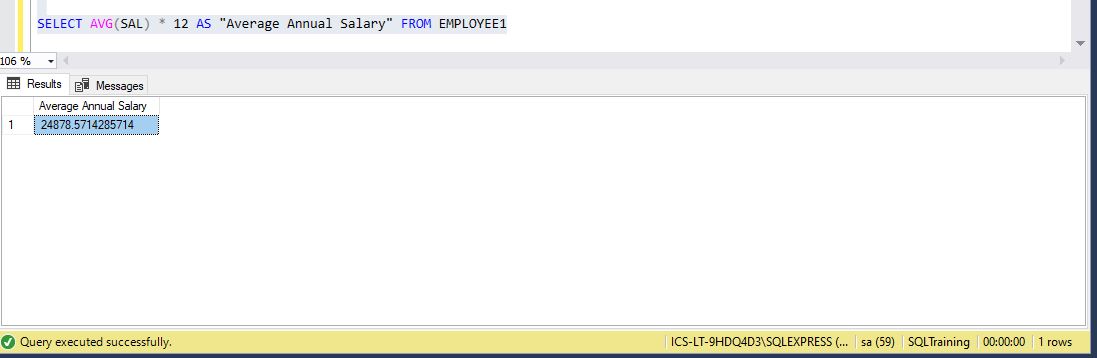 SELECT AVG(SAL) * 12 AS "Average Annual Salary" FROM EMPLOYEE1
106 %
Results Messages
Average Annual Salary
1 24878.5714285714
Query executed successfully. ICS-LT-9HDQ4D3\SQLEXPRESS (... sa (59) SQLTraining 00:00:00 1 rows